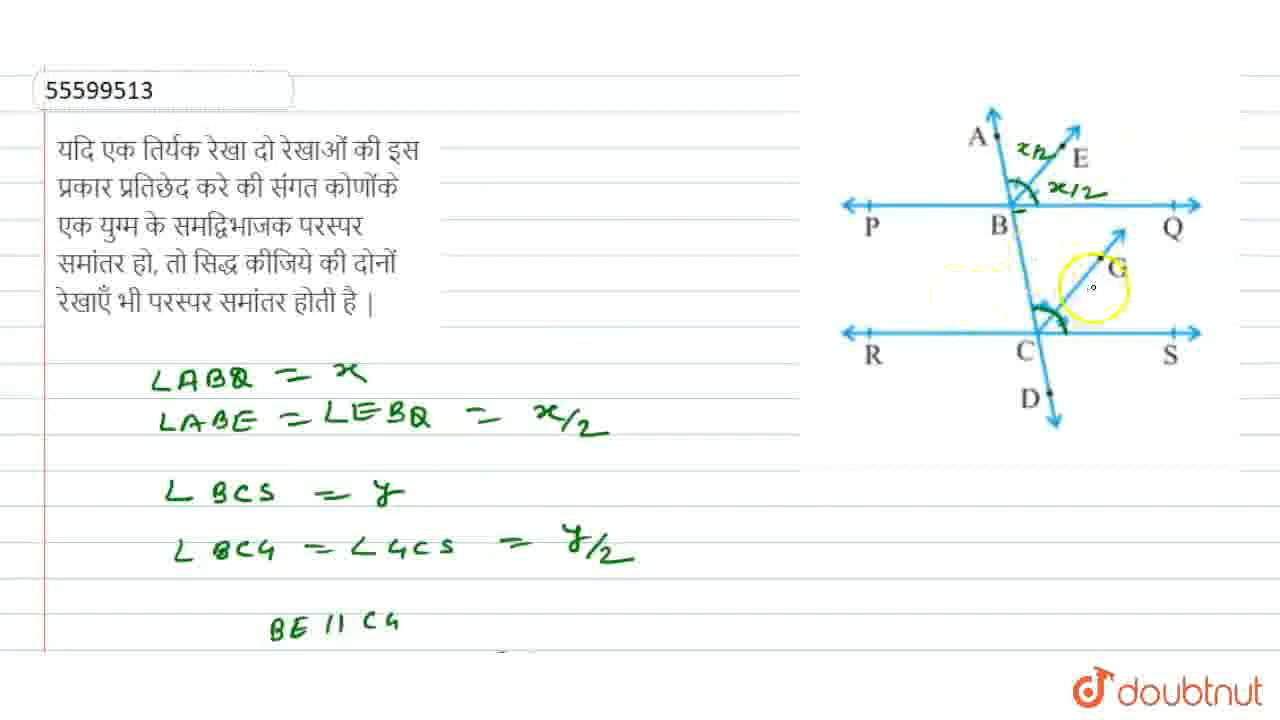 55599513
यदि एक तिर्यक रेखा दो रेखाओं की इस
प्रकार प्रतिछेद करे की संगत कोणोंके
एक युग्म के समद्विभाजक परस्पर
समांतर हो, तो सिद्ध कीजिये की दोनों
रेखाएँ भी परस्पर समांतर होती है |
∠ABQ = x
∠ABE = ∠EBQ = x/2
∠BCS = y
∠BCG = ∠GCS = y/2
BE || CG
A
x/2
E
x/2
P
B
Q
G
R
C
S
D
doubtnut